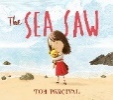 The SEA SAW
TOM PERCIVAL